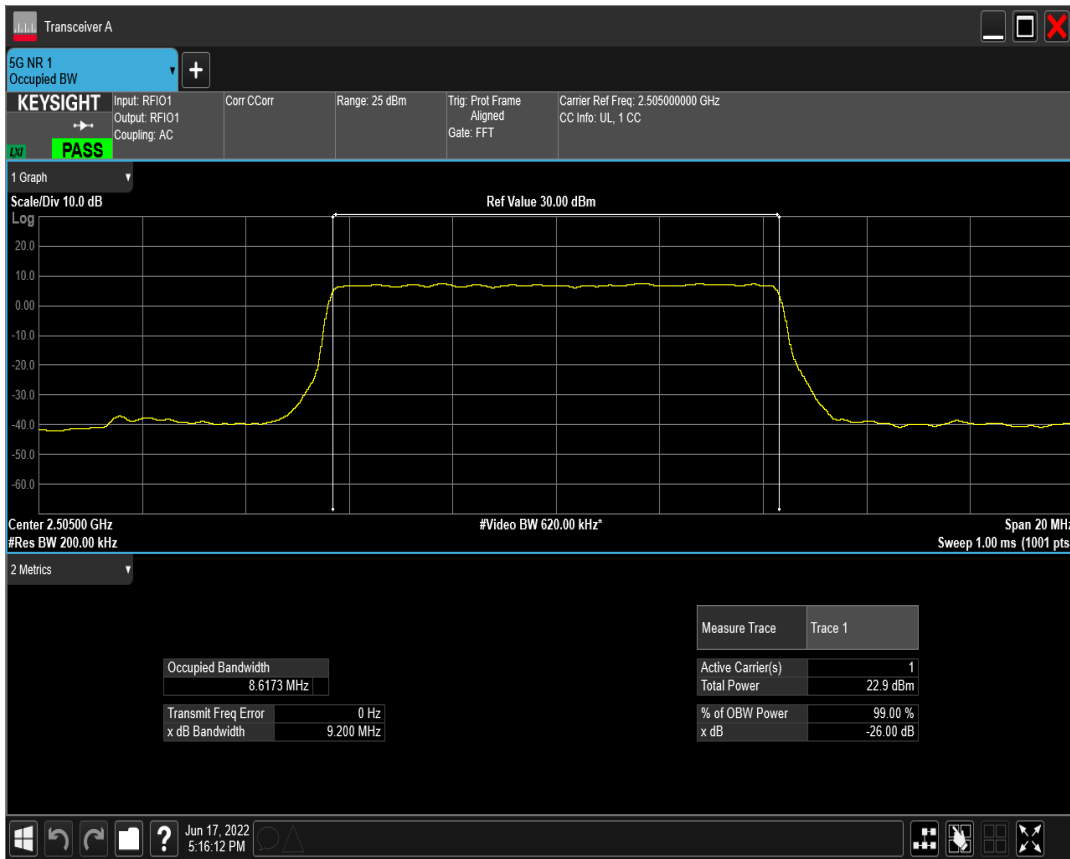 Transceiver A
5G NR 1
Occupied BW
KEYSIGHT
LXI
PASS
Input: RFIO1
Output: RFIO1
Coupling: AC
Corr CCorr
Range: 25 dBm
Trig: Prot Frame
Aligned
Gate: FFT
Carrier Ref Freq: 2.505000000 GHz
CC Info: UL, 1 CC
1 Graph
Scale/Div 10.0 dB
Ref Value 30.00 dBm
Log
20.0
10.0
0.00
-10.0
-20.0
-30.0
-40.0
-50.0
-60.0
Center 2.50500 GHz
#Video BW 620.00 kHz*
Span 20 MHz
#Res BW 200.00 kHz
Sweep 1.00 ms (1001 pts
2 Metrics
Measure Trace Trace 1
Occupied Bandwidth
8.6173 MHz
Active Carrier(s) 1
Total Power 22.9 dBm
Transmit Freq Error 0 Hz
x dB Bandwidth 9.200 MHz
% of OBW Power 99.00 %
x dB -26.00 dB
?
Jun 17, 2022
5:16:12 PM